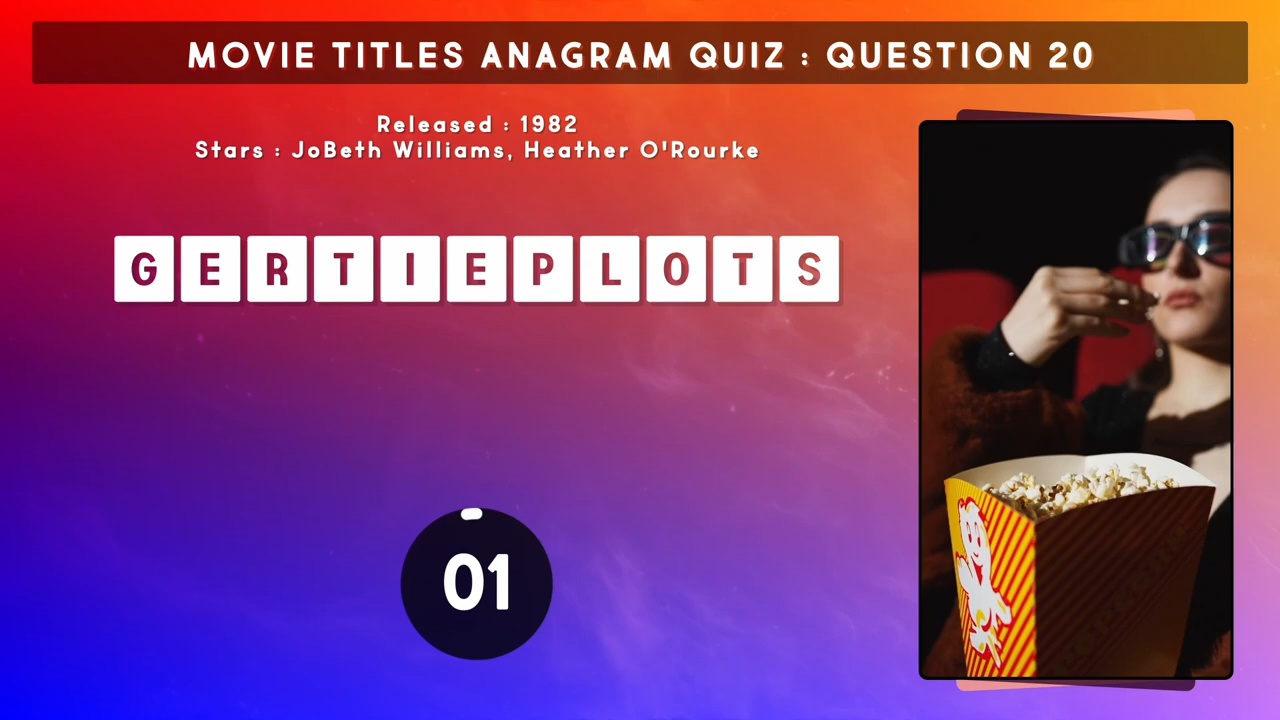 MOVIE TITLES ANAGRAM QUIZ : QUESTION 20
Released : 1982
Stars : JoBeth Williams, Heather O'Rourke
GERTIEPLOTS
01